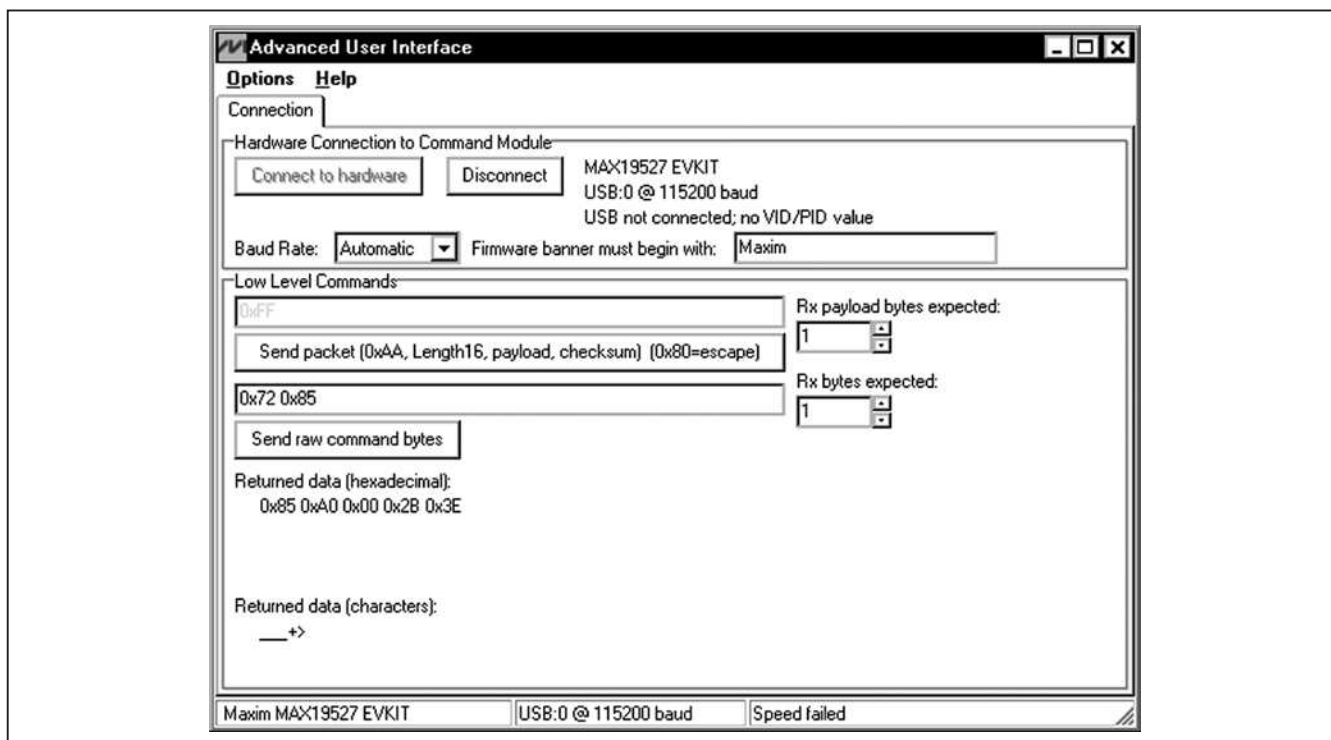 Advanced User Interface
Options Help
Connection
Hardware Connection to Command Module
Connect to hardware Disconnect MAX19527 EVKIT
USB:0 @ 115200 baud
USB not connected; no VID/PID value
Baud Rate: Automatic Firmware banner must begin with: Maxim
Low Level Commands
0xFF Rx payload bytes expected:
Send packet (0xAA, Length16, payload, checksum) (0x80=escape) 1
Rx bytes expected:
0x72 0x85 1
Send raw command bytes
Returned data (hexadecimal):
0x85 0xA0 0x00 0x2B 0x3E
Returned data (characters):
___+>
Maxim MAX19527 EVKIT USB:0 @ 115200 baud Speed failed